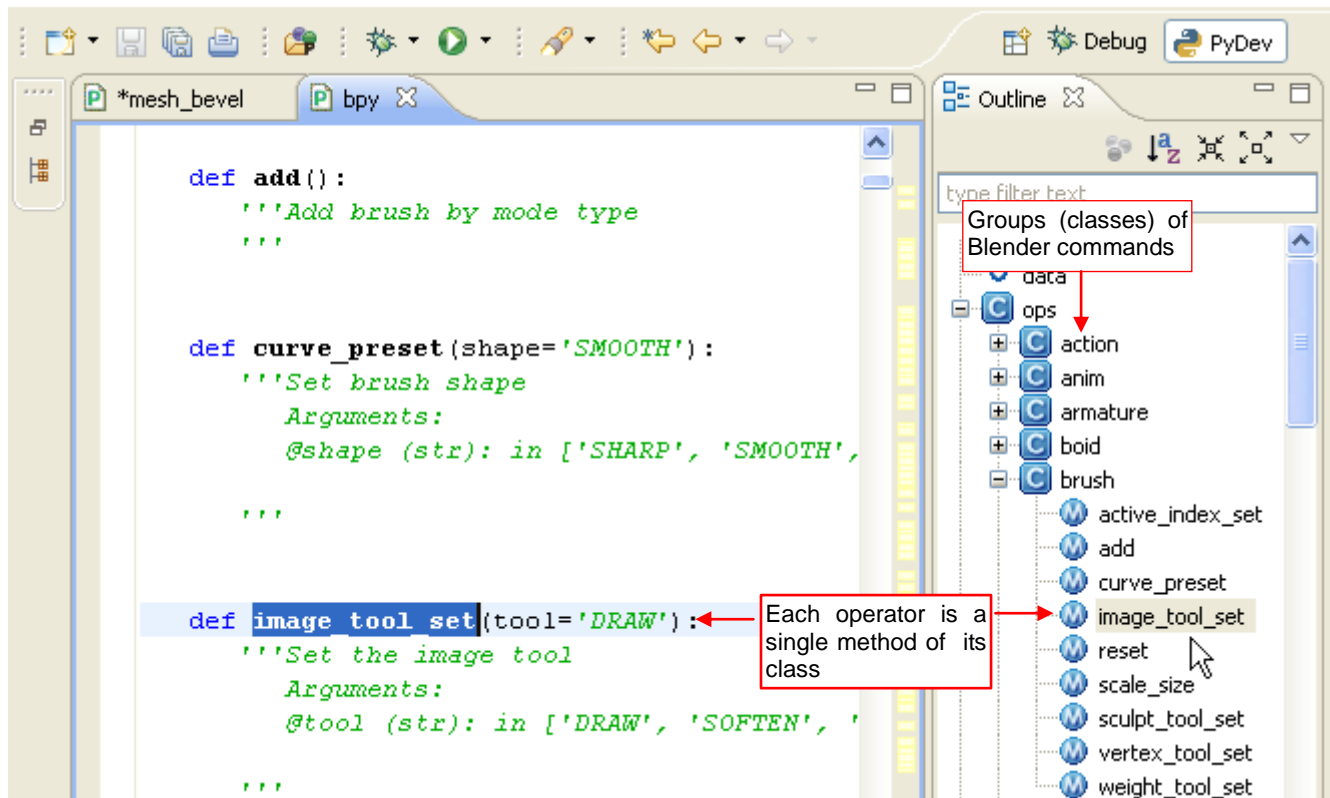 Debug PyDev
*mesh_bevel bpy
Outline
def add():
'''Add brush by mode type
'''
def curve_preset(shape='SMOOTH'):
'''Set brush shape
Arguments:
@shape (str): in ['SHARP', 'SMOOTH',
'''
def image_tool_set(tool='DRAW'):
'''Set the image tool
Arguments:
@tool (str): in ['DRAW', 'SOFTEN', '
'''
Each operator is a
single method of its
class
type filter text
Groups (classes) of
Blender commands
data
ops
action
anim
armature
boid
brush
active_index_set
add
curve_preset
image_tool_set
reset
scale_size
sculpt_tool_set
vertex_tool_set
weight_tool_set